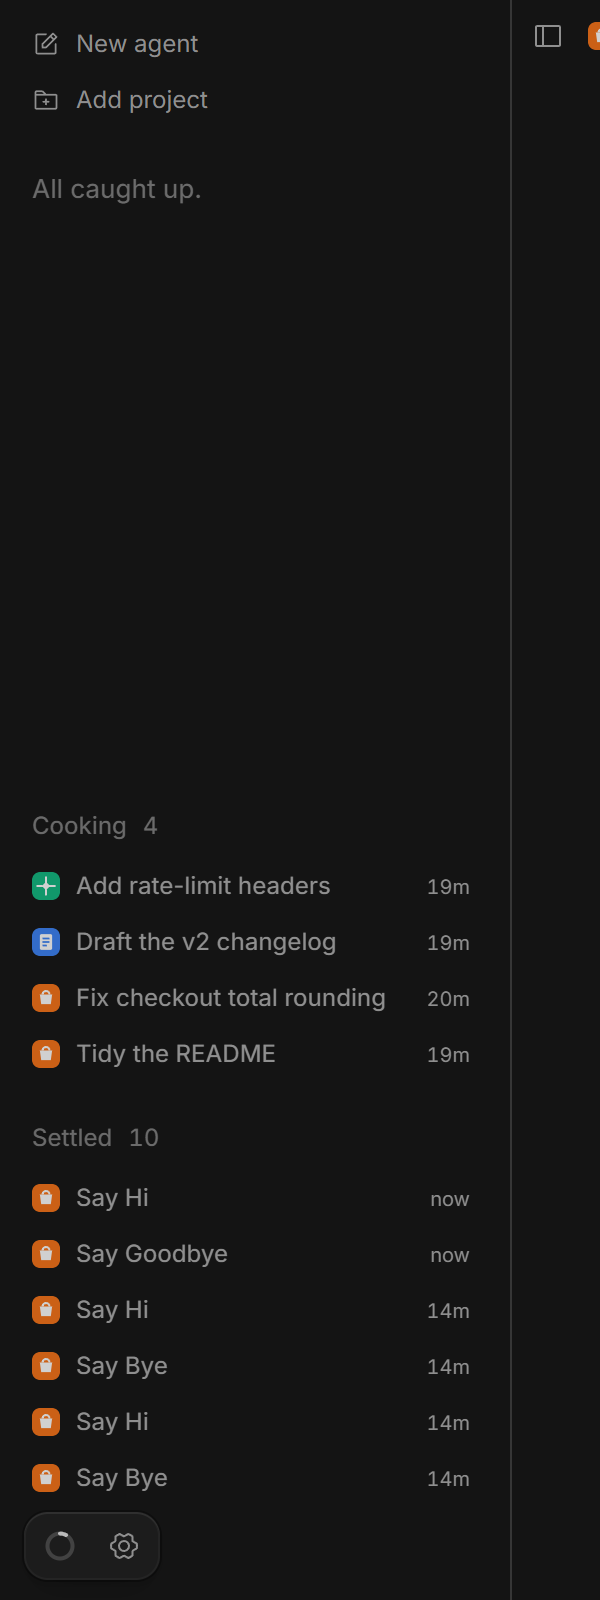 New agent
Add project
All caught up.
Cooking 4
Add rate-limit headers 19m
Draft the v2 changelog 19m
Fix checkout total rounding 20m
Tidy the README 19m
Settled 10
Say Hi now
Say Goodbye now
Say Hi 14m
Say Bye 14m
Say Hi 14m
Say Bye 14m